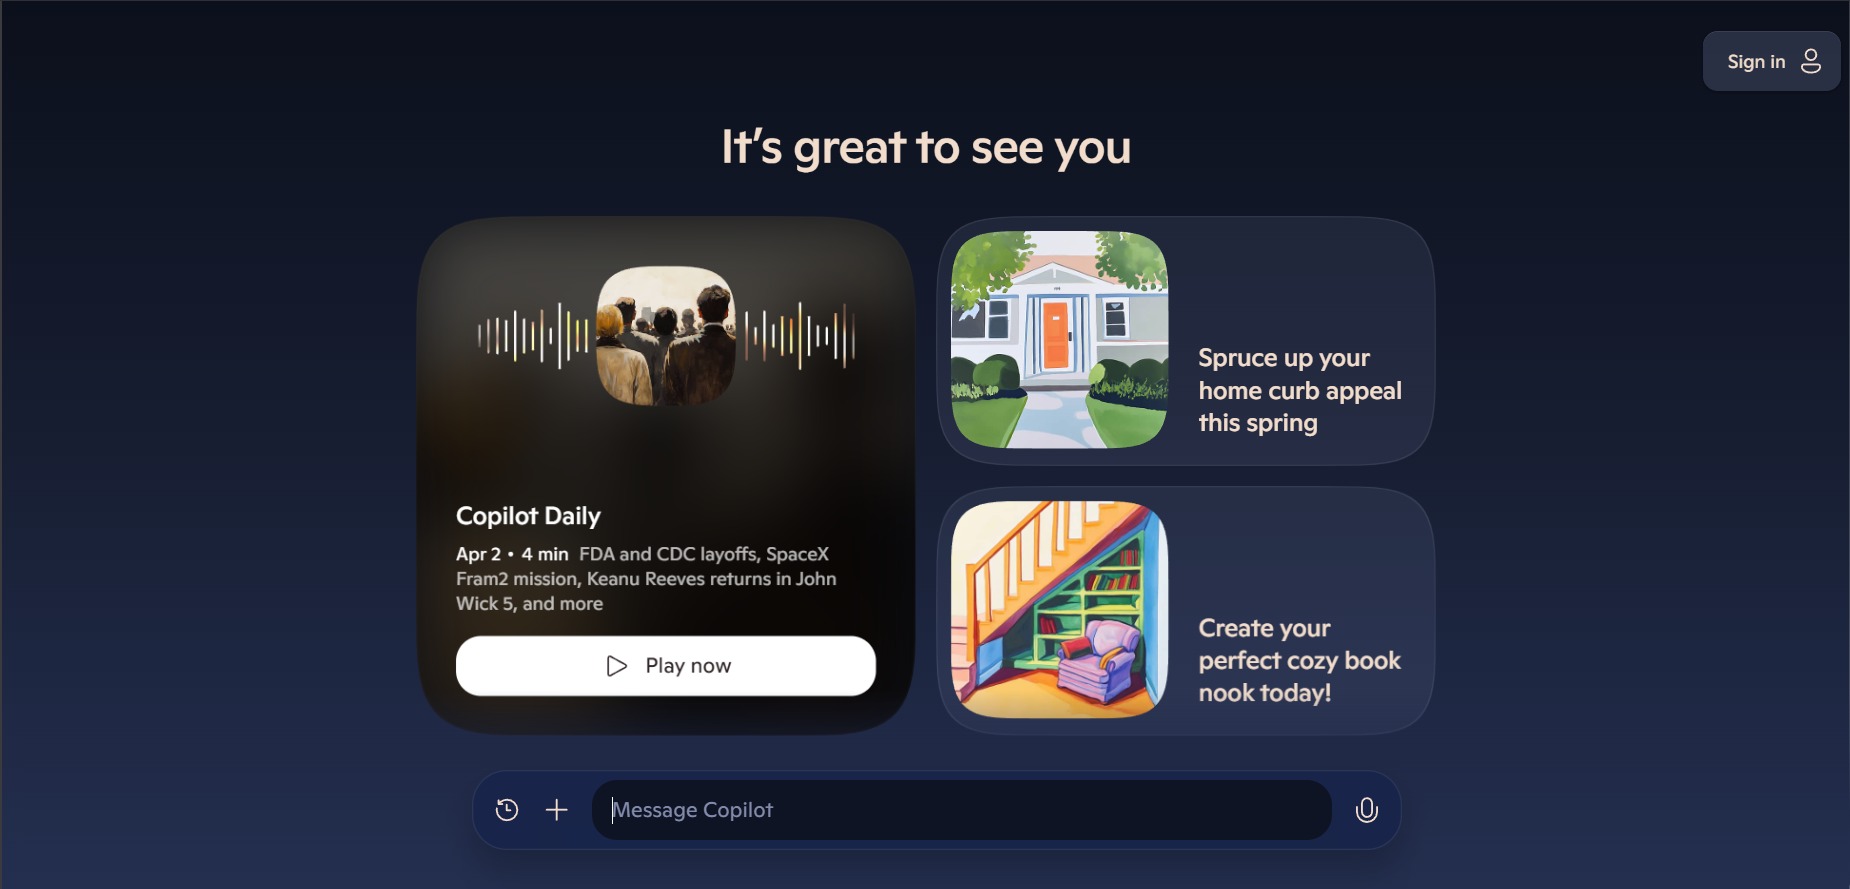 Sign in
It's great to see you
Copilot Daily
Apr 2 • 4 min FDA and CDC layoffs, SpaceX
Fram2 mission, Keanu Reeves returns in John
Wick 5, and more
Play now
Spruce up your
home curb appeal
this spring
Create your
perfect cozy book
nook today!
Message Copilot